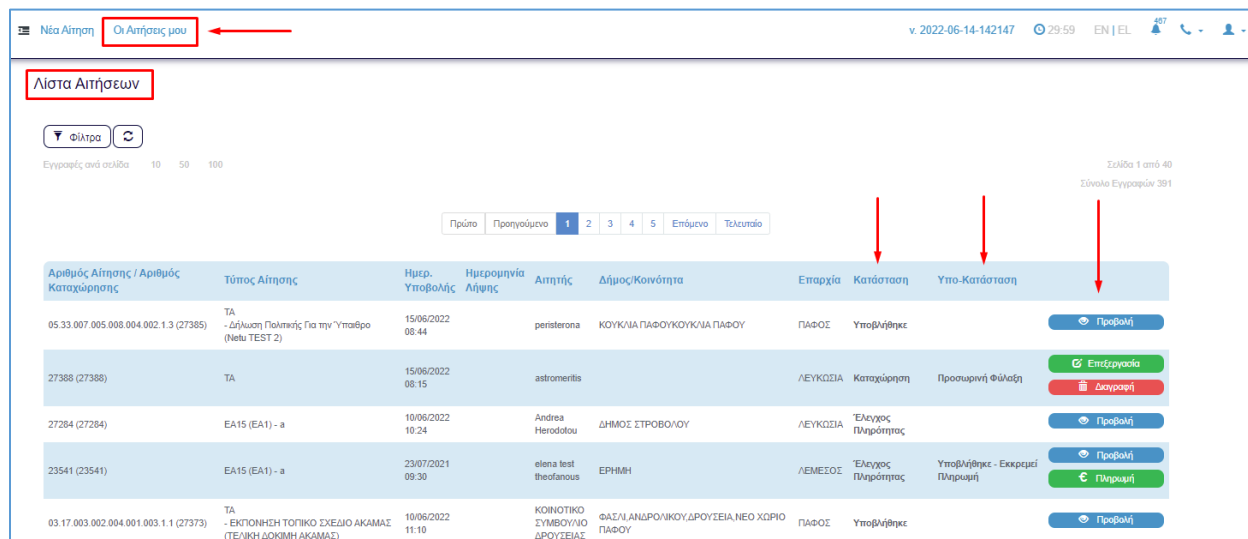 Νέα Αίτηση Οι Αιτήσεις μου v. 2022-06-14-142147 29:59 EN | EL 467
Λίστα Αιτήσεων
Φίλτρα
Εγγραφές ανά σελίδα 10 50 100 Σελίδα 1 από 40
Σύνολο Εγγραφών 391
Πρώτο Προηγούμενο 1 2 3 4 5 Επόμενο Τελευταίο
Αριθμός Αίτησης / Αριθμός Καταχώρησης Τύπος Αίτησης Ημερ. Υποβολής Ημερομηνία Λήψης Αιτητής Δήμος/Κοινότητα Επαρχία Κατάσταση Υπο-Κατάσταση
05.33.007.005.008.004.002.1.3 (27385) ΤΑ - Δήλωση Πολιτικής Για την Ύπαιθρο (Netu TEST 2) 15/06/2022 08:44 peristerona ΚΟΥΚΛΙΑ ΠΑΦΟΥΚΟΥΚΛΙΑ ΠΑΦΟΥ ΠΑΦΟΣ Υποβλήθηκε Προβολή
27388 (27388) ΤΑ 15/06/2022 08:15 astromeritis ΛΕΥΚΩΣΙΑ Καταχώρηση Προσωρινή Φύλαξη Επεξεργασία Διαγραφή
27284 (27284) ΕΑ15 (ΕΑ1) - a 10/06/2022 10:24 Andrea Herodotou ΔΗΜΟΣ ΣΤΡΟΒΟΛΟΥ ΛΕΥΚΩΣΙΑ Έλεγχος Πληρότητας Προβολή
23541 (23541) ΕΑ15 (ΕΑ1) - a 23/07/2021 09:30 elena test theofanous ΕΡΗΜΗ ΛΕΜΕΣΟΣ Έλεγχος Πληρότητας Υποβλήθηκε - Εκκρεμεί Πληρωμή Προβολή Πληρωμή
03.17.003.002.004.001.003.1.1 (27373) ΤΑ - ΕΚΠΟΝΗΣΗ ΤΟΠΙΚΟ ΣΧΕΔΙΟ ΑΚΑΜΑΣ (ΤΕΛΙΚΗ ΔΟΚΙΜΗ ΑΚΑΜΑΣ) 10/06/2022 11:10 ΚΟΙΝΟΤΙΚΟ ΣΥΜΒΟΥΛΙΟ ΔΡΟΥΣΕΙΑΣ ΦΑΣΛΙ,ΑΝΔΡΟΛΙΚΟΥ,ΔΡΟΥΣΕΙΑ,ΝΕΟ ΧΩΡΙΟ ΠΑΦΟΥ ΠΑΦΟΣ Υποβλήθηκε Προβολή